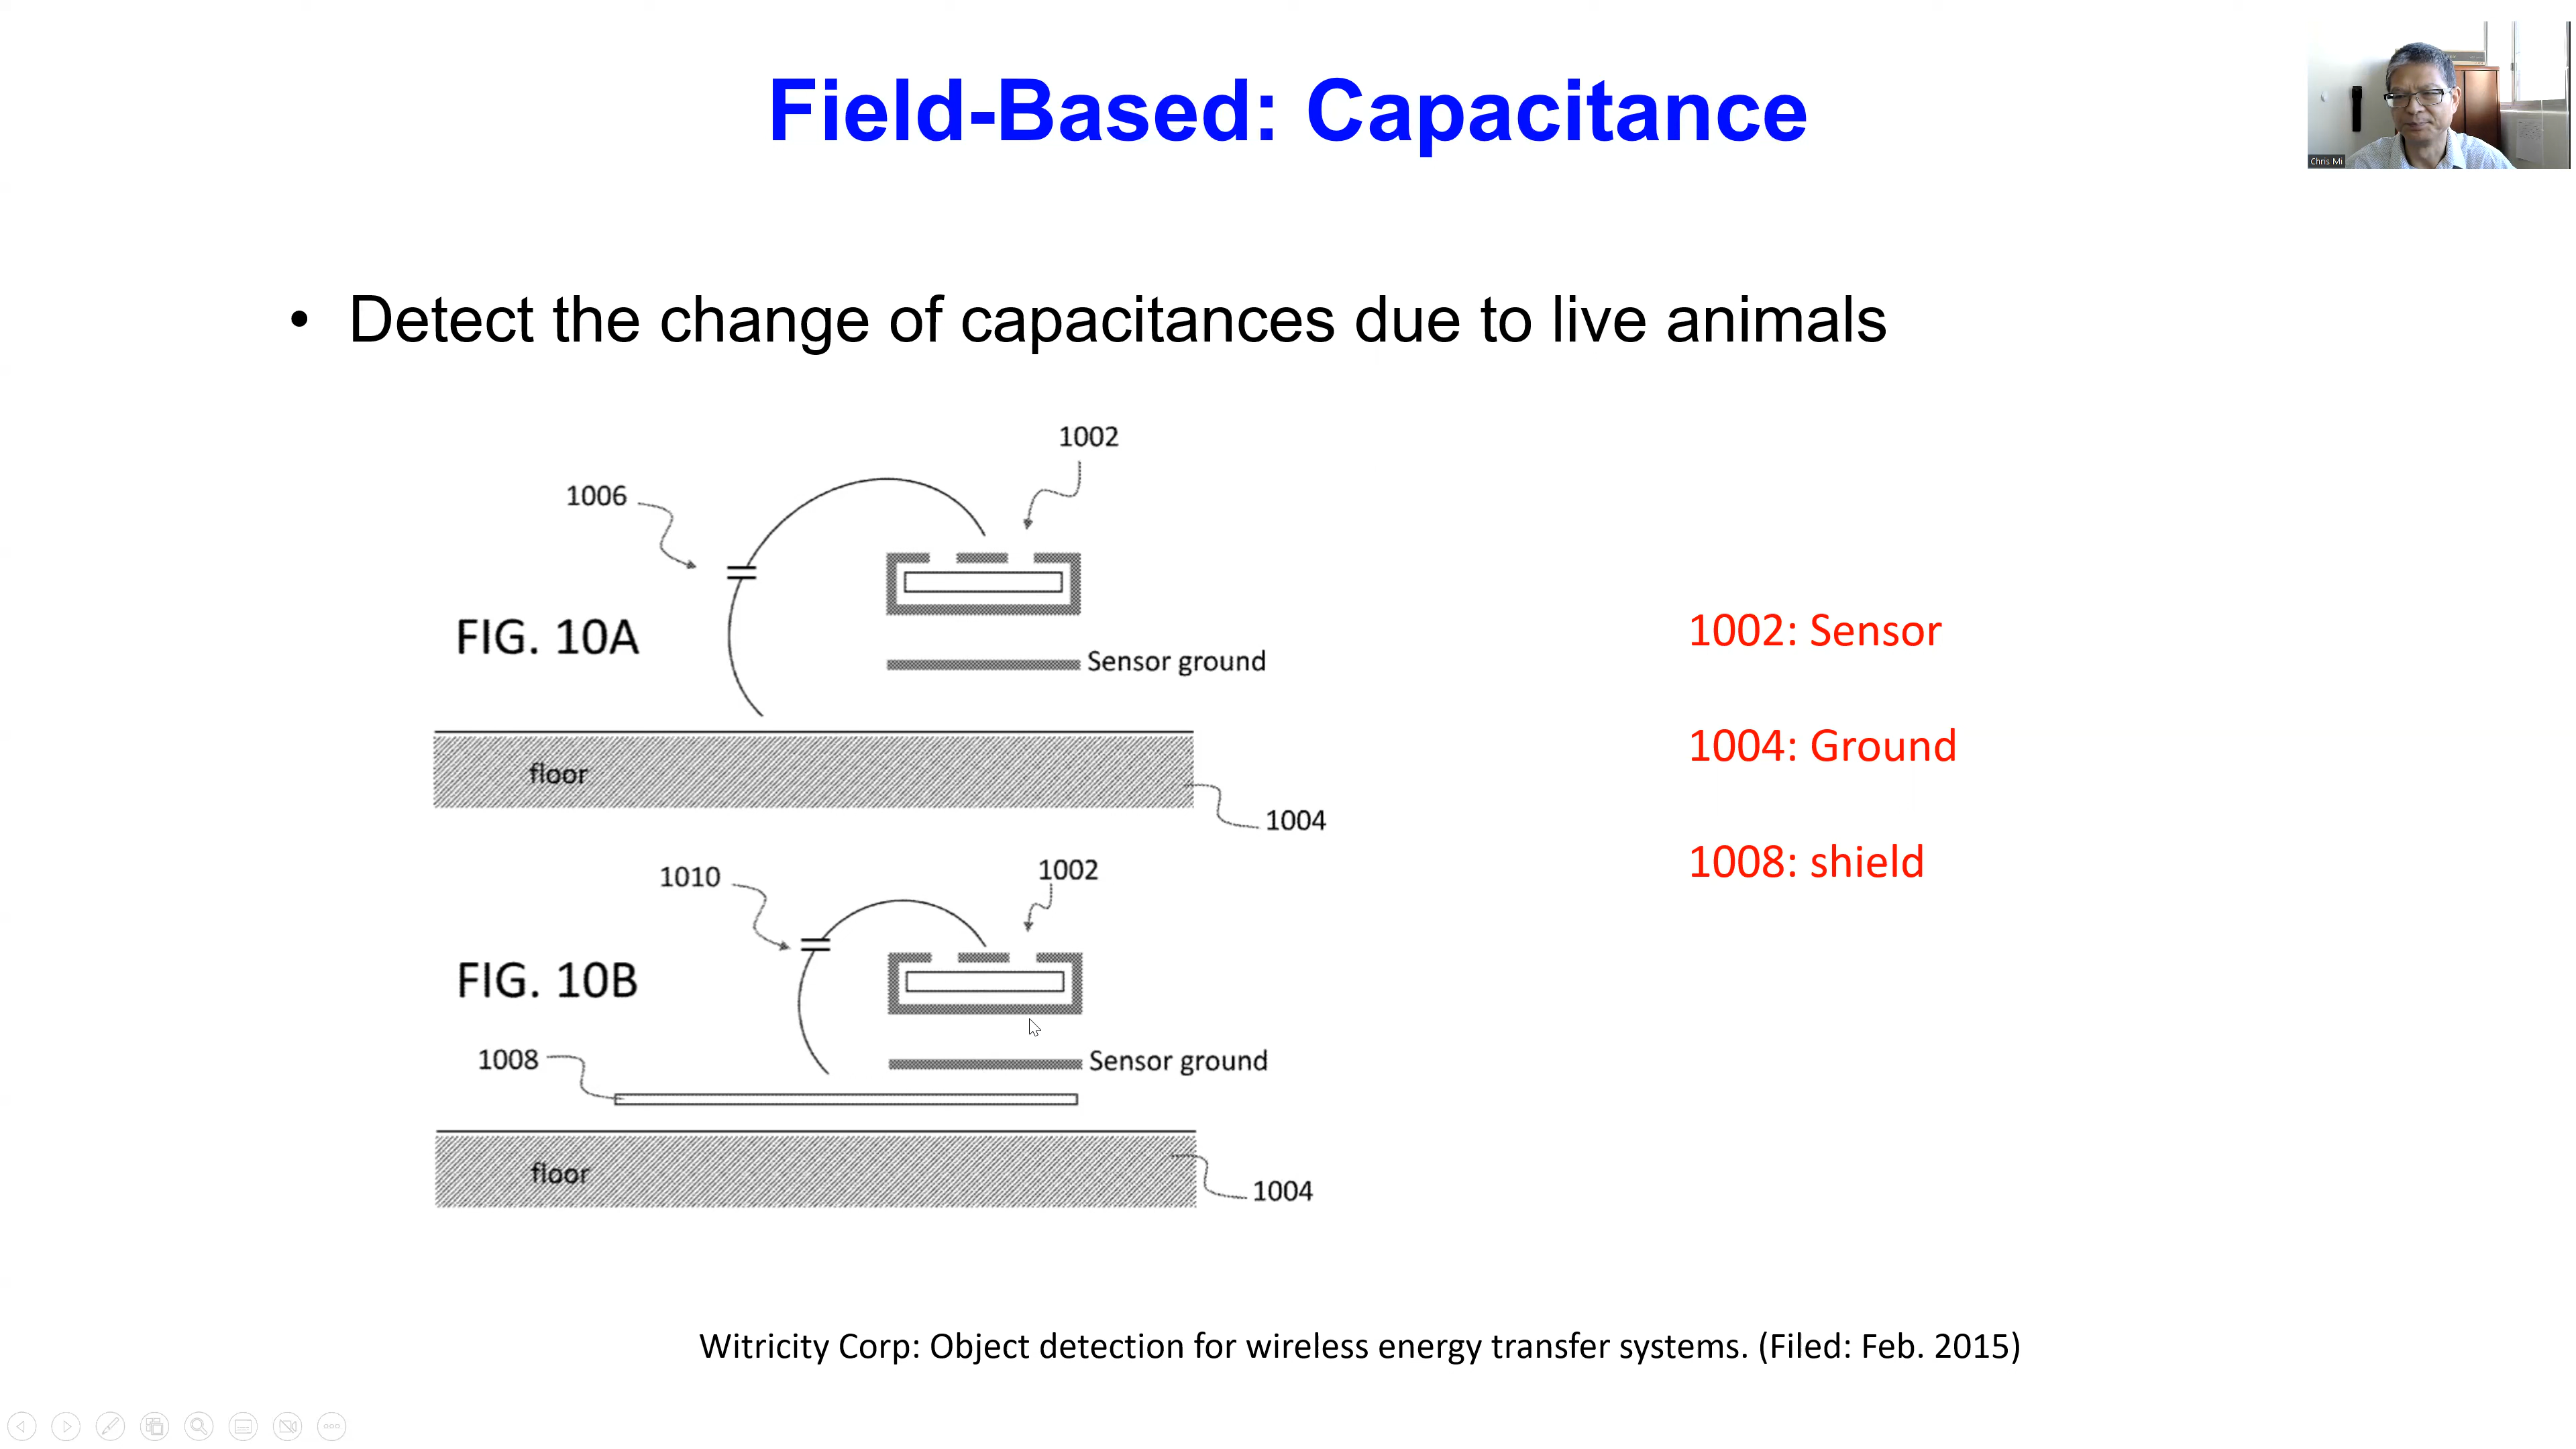 Field-Based: Capacitance
Chris Mi
• Detect the change of capacitances due to live animals
1002
1006
FIG. 10A
Sensor ground
floor
1004
1002: Sensor
1004: Ground
1008: shield
1010
1002
FIG. 10B
1008
Sensor ground
floor
1004
Witricity Corp: Object detection for wireless energy transfer systems. (Filed: Feb. 2015)